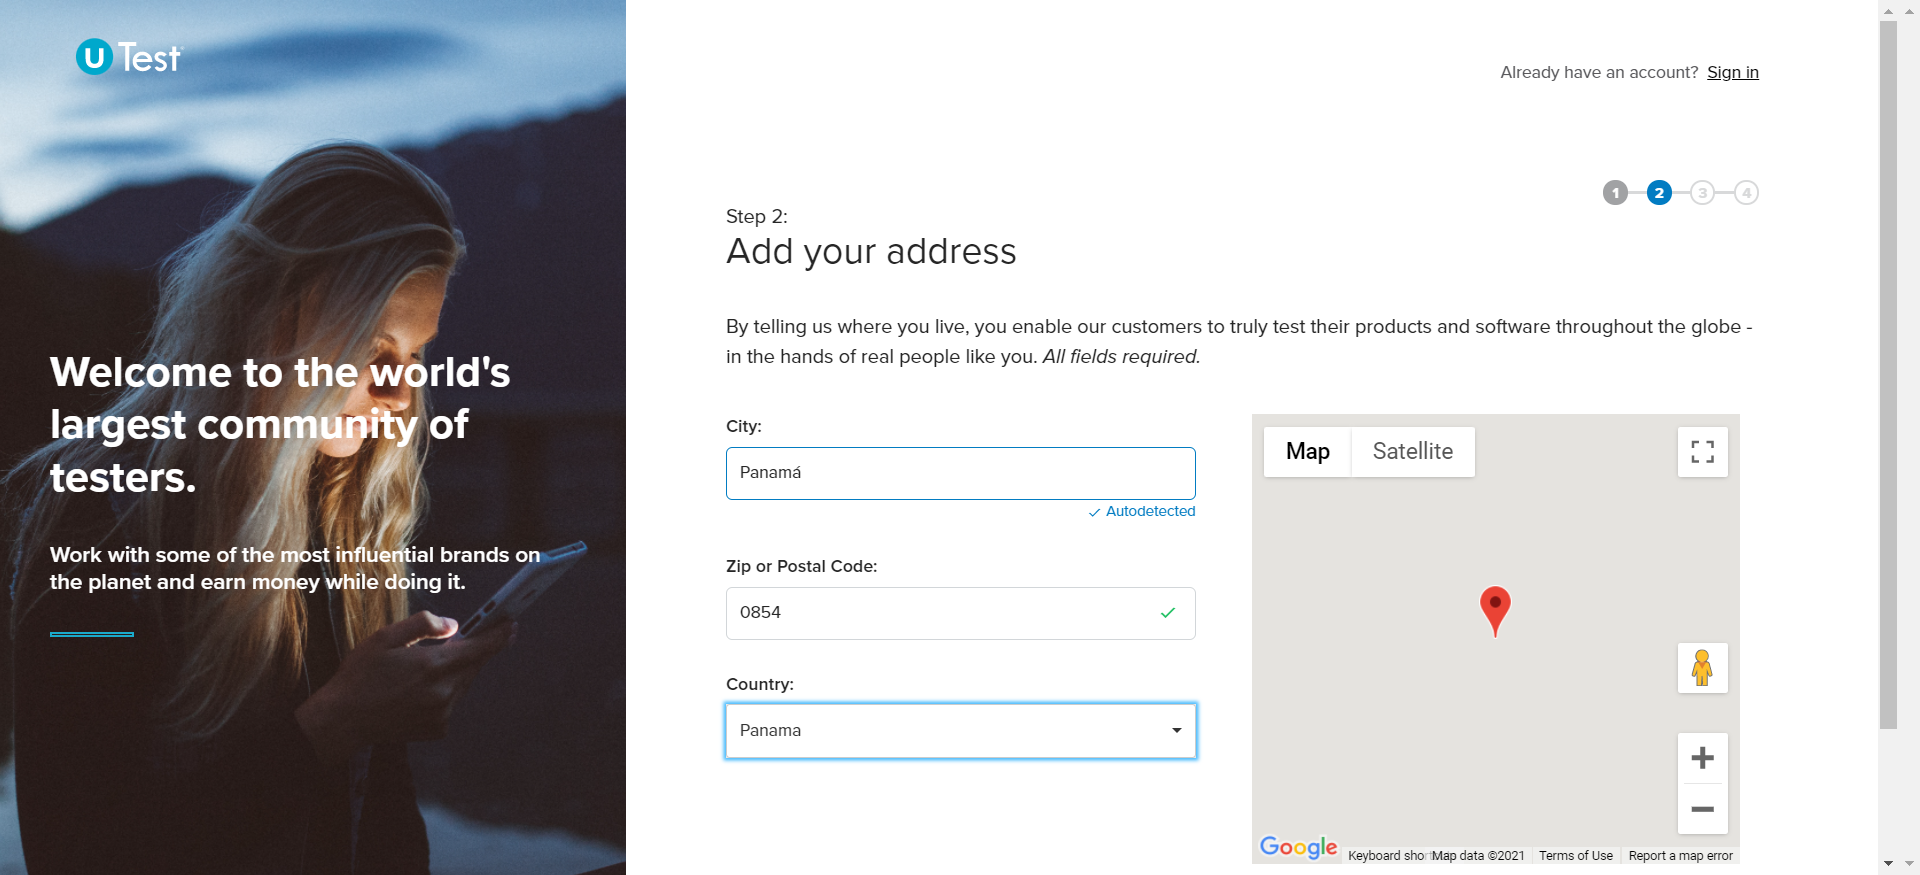 U Test
Welcome to the world's
largest community of
testers.
Work with some of the most influential brands on
the planet and earn money while doing it.
Already have an account? Sign in
1 2 3 4
Step 2:
Add your address
By telling us where you live, you enable our customers to truly test their products and software throughout the globe -
in the hands of real people like you. All fields required.
City:
Panamá
Autodetected
Zip or Postal Code:
0854
Country:
Panama
Map Satellite
Google
Keyboard sho Map data ©2021 Terms of Use Report a map error